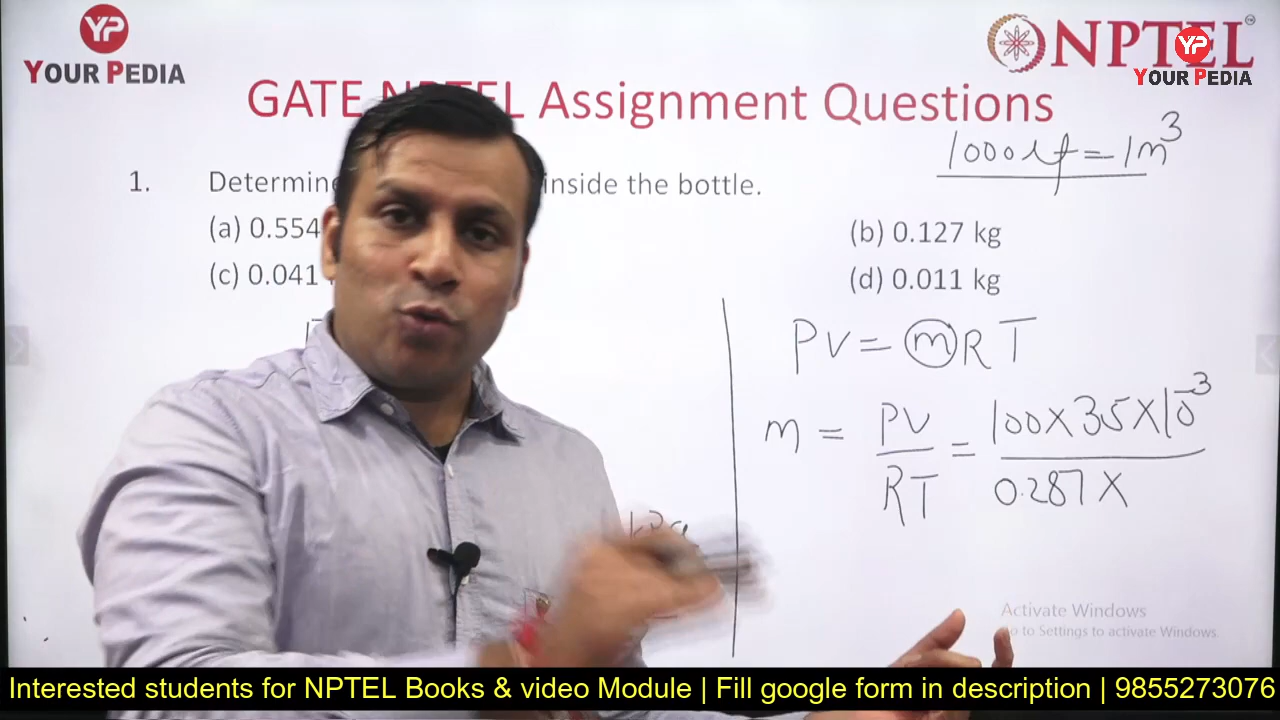 YP
YOUR PEDIA
NPTEL
YP
YOUR PEDIA
GATE NPTEL Assignment Questions
1000 lt = 1m³
1. Determine inside the bottle.
(a) 0.554
(b) 0.127 kg
(c) 0.041
(d) 0.011 kg
PV = mRT
m = PV/RT = 100×3.5×10⁻³/0.287×
Activate Windows
Go to Settings to activate Windows.
Interested students for NPTEL Books & video Module | Fill google form in description | 9855273076